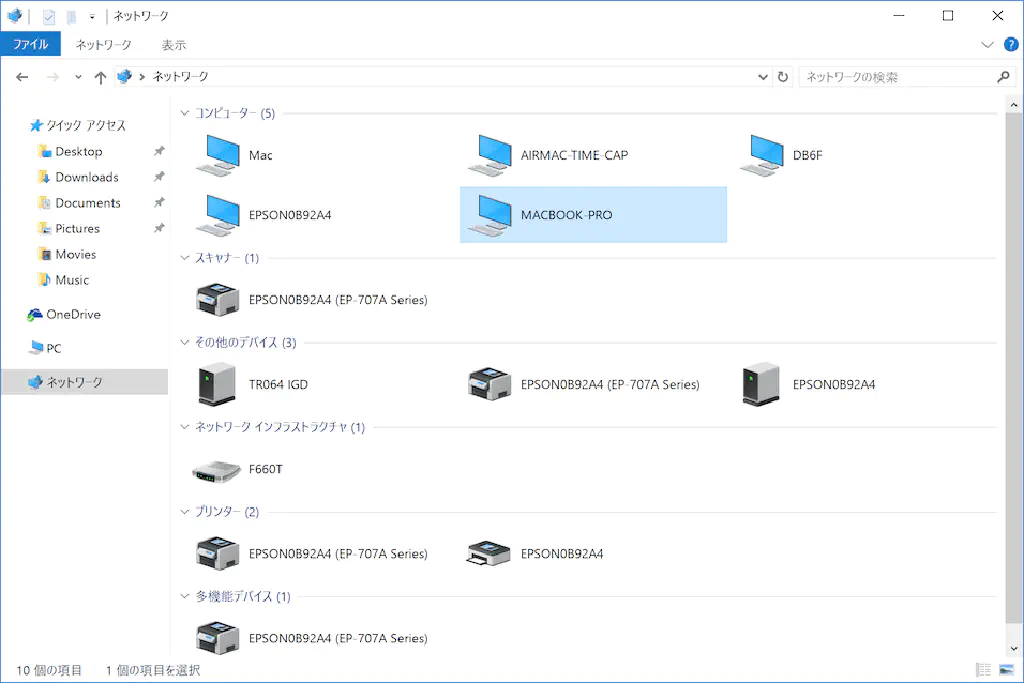 ネットワーク
ファイル ネットワーク 表示
ネットワーク ネットワークの検索
クイック アクセス
Desktop
Downloads
Documents
Pictures
Movies
Music
OneDrive
PC
ネットワーク
コンピューター (5)
Mac AIRMAC-TIME-CAP DB6F
EPSON0B92A4 MACBOOK-PRO
スキャナー (1)
EPSON0B92A4 (EP-707A Series)
その他のデバイス (3)
TR064 IGD EPSON0B92A4 (EP-707A Series) EPSON0B92A4
ネットワーク インフラストラクチャ (1)
F660T
プリンター (2)
EPSON0B92A4 (EP-707A Series) EPSON0B92A4
多機能デバイス (1)
EPSON0B92A4 (EP-707A Series)
10 個の項目 1 個の項目を選択